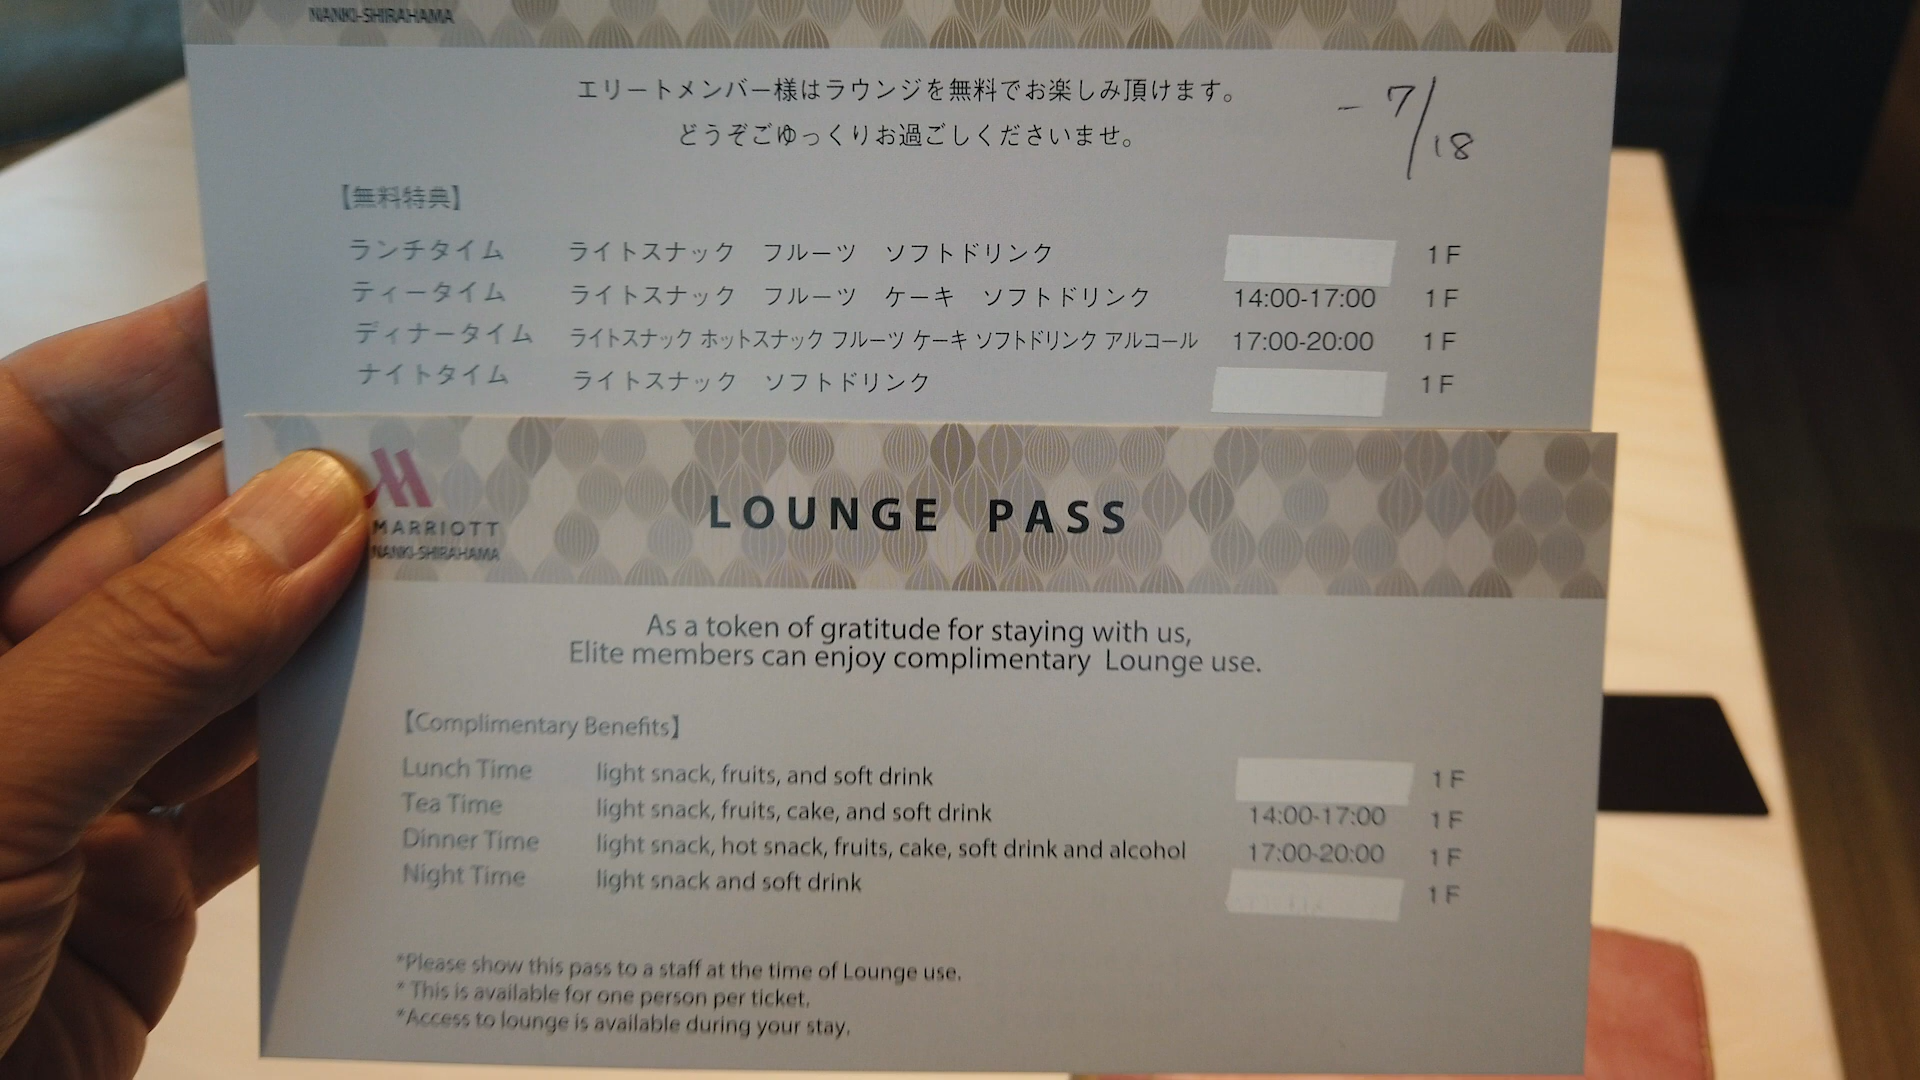 NANKI-SHIRAHAMA
エリートメンバー様はラウンジを無料でお楽しみ頂けます。
どうぞごゆっくりお過ごしくださいませ。
- 7/18
【無料特典】
ランチタイム ライトスナック フルーツ ソフトドリンク 1F
ティータイム ライトスナック フルーツ ケーキ ソフトドリンク 14:00-17:00 1F
ディナータイム ライトスナック ホットスナック フルーツ ケーキ ソフトドリンク アルコール 17:00-20:00 1F
ナイトタイム ライトスナック ソフトドリンク 1F
MARRIOTT
NANKI-SHIRAHAMA
LOUNGE PASS
As a token of gratitude for staying with us,
Elite members can enjoy complimentary Lounge use.
【Complimentary Benefits】
Lunch Time light snack, fruits, and soft drink 1F
Tea Time light snack, fruits, cake, and soft drink 14:00-17:00 1F
Dinner Time light snack, hot snack, fruits, cake, soft drink and alcohol 17:00-20:00 1F
Night Time light snack and soft drink 1F
*Please show this pass to a staff at the time of Lounge use.
* This is available for one person per ticket.
*Access to lounge is available during your stay.